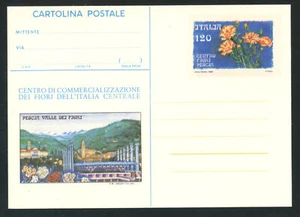 CARTOLINA POSTALE
MITTENTE
VIA
( )
CENTRO DI COMMERCIALIZZAZIONE
DEI FIORI DELL'ITALIA CENTRALE
PESCIA VALLE DEI FIORI
ITALIA
120
CENTRO
FIORI
PESCIA